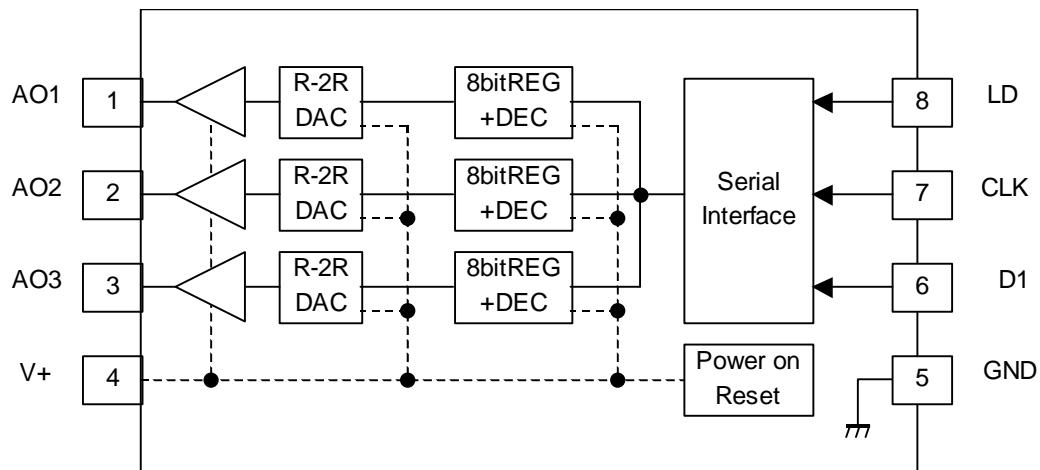 AO1
1
R-2R
DAC
8bitREG
+DEC
8
LD
AO2
2
R-2R
DAC
8bitREG
+DEC
Serial
Interface
7
CLK
AO3
3
R-2R
DAC
8bitREG
+DEC
6
D1
V+
4
Power on
Reset
5
GND